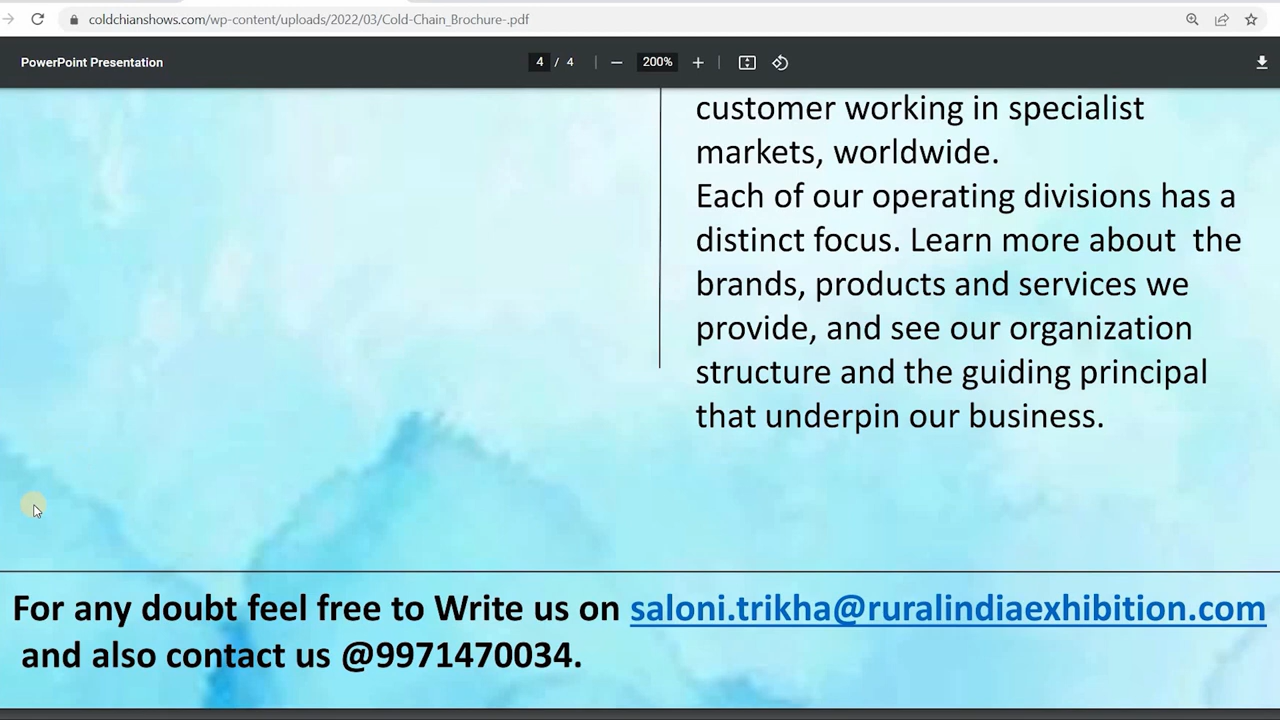 coldchianshows.com/wp-content/uploads/2022/03/Cold-Chain_Brochure-.pdf
PowerPoint Presentation 4 / 4 200%
customer working in specialist
markets, worldwide.
Each of our operating divisions has a
distinct focus. Learn more about  the
brands, products and services we
provide, and see our organization
structure and the guiding principal
that underpin our business.
For any doubt feel free to Write us on saloni.trikha@ruralindiaexhibition.com
and also contact us @9971470034.